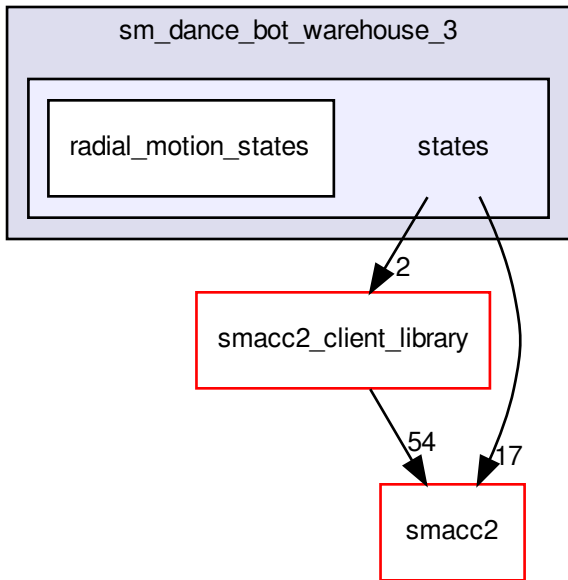 sm_dance_bot_warehouse_3
radial_motion_states
states
2
smacc2_client_library
54
17
smacc2